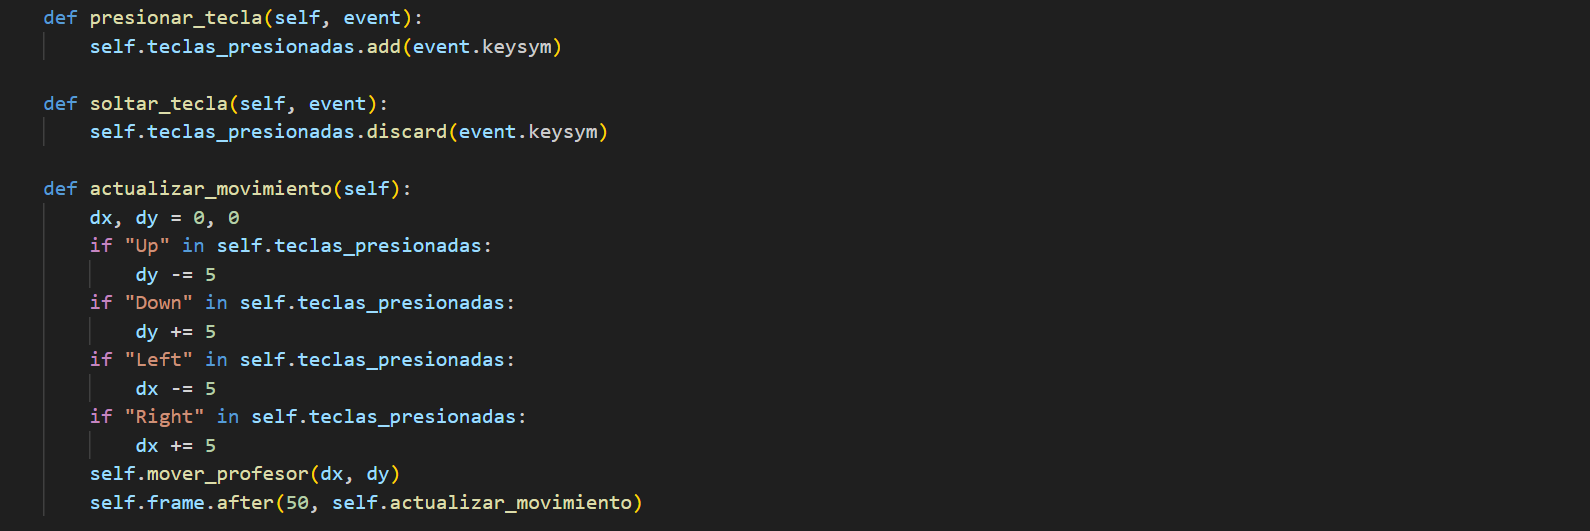 def presionar_tecla(self, event):
    self.teclas_presionadas.add(event.keysym)

def soltar_tecla(self, event):
    self.teclas_presionadas.discard(event.keysym)

def actualizar_movimiento(self):
    dx, dy = 0, 0
    if "Up" in self.teclas_presionadas:
        dy -= 5
    if "Down" in self.teclas_presionadas:
        dy += 5
    if "Left" in self.teclas_presionadas:
        dx -= 5
    if "Right" in self.teclas_presionadas:
        dx += 5
    self.mover_profesor(dx, dy)
    self.frame.after(50, self.actualizar_movimiento)